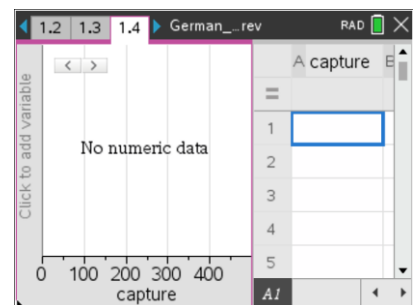 1.2 1.3 1.4 German_...rev RAD
A capture B
=
1
2
3
4
5
A1
< >
Click to add variable
No numeric data
0 100 200 300 400
capture